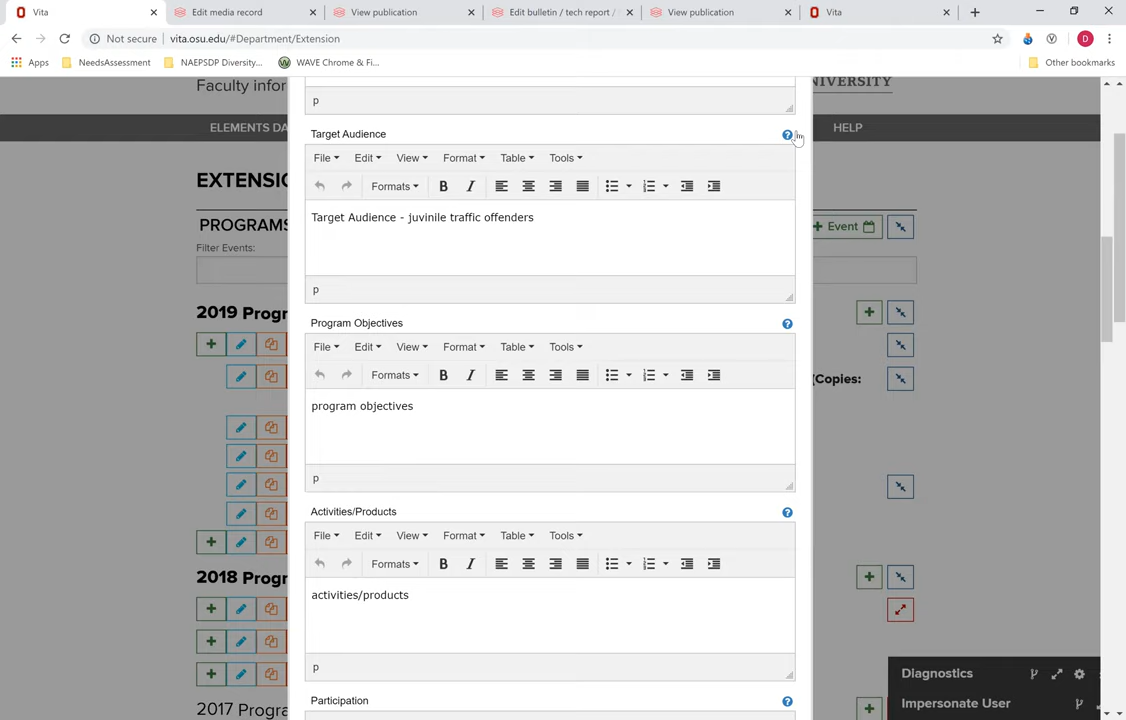 Vita
Edit media record
View publication
Edit bulletin / tech report /
View publication
Vita
Not secure
vita.osu.edu/#Department/Extension
D
Apps
NeedsAssessment
NAEPSDP Diversity...
WAVE Chrome & Fi...
Other bookmarks
Faculty infor
NIVERSITY
ELEMENTS DA
HELP
EXTENSIO
PROGRAMS
Event
Filter Events:
2019 Progr
(Copies:
2018 Progr
2017 Progra
p
Target Audience
File Edit View Format Table Tools
Formats B I
Target Audience - juvinile traffic offenders
p
Program Objectives
File Edit View Format Table Tools
Formats B I
program objectives
p
Activities/Products
File Edit View Format Table Tools
Formats B I
activities/products
p
Participation
Diagnostics
Impersonate User